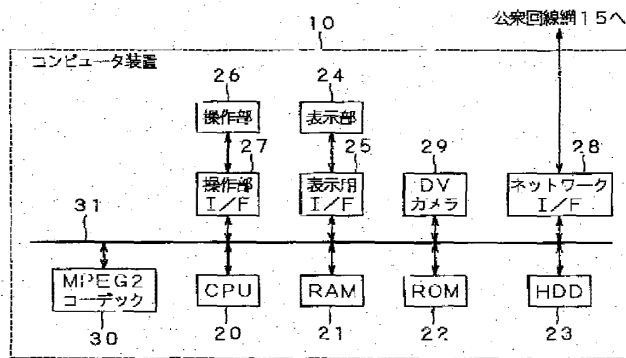 公衆回線網15へ
10
コンピュータ装置
26
24
操作部
表示部
27
25
29
28
操作部
I/F
表示用
I/F
DV
カメラ
ネットワーク
I/F
31
MPEG2
コーデック
CPU
RAM
ROM
HDD
30
20
21
22
23